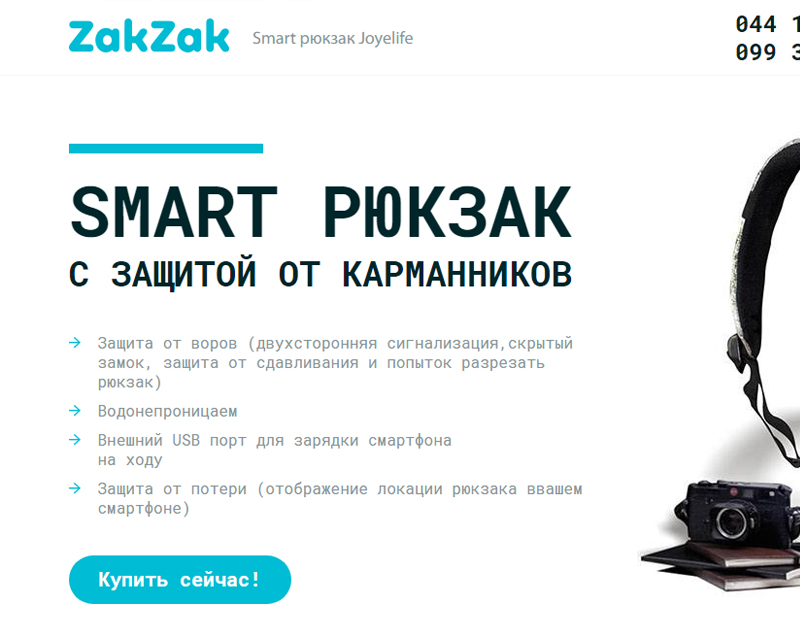 ZakZak
Smart рюкзак Joyelife
044 1
099 3
SMART РЮКЗАК
С ЗАЩИТОЙ ОТ КАРМАННИКОВ
Защита от воров (двухсторонняя сигнализация,скрытый
замок, защита от сдавливания и попыток разрезать
рюкзак)
Водонепроницаем
Внешний USB порт для зарядки смартфона
на ходу
Защита от потери (отображение локации рюкзака ввашем
смартфоне)
Купить сейчас!